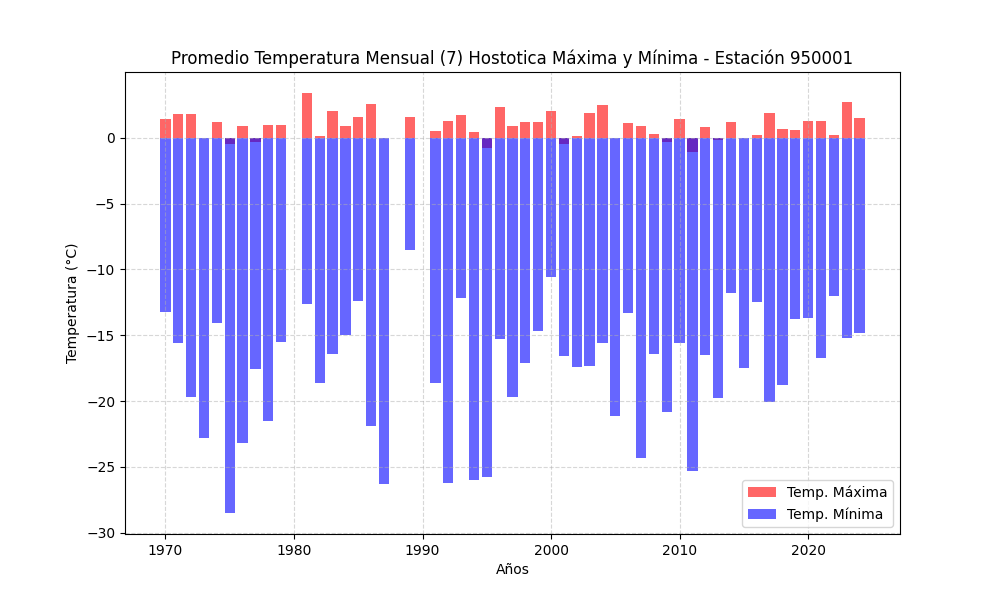 Promedio Temperatura Mensual (7) Hostotica Máxima y Mínima - Estación 950001
Temperatura (°C)
0
−5
−10
−15
−20
−25
−30
1970
1980
1990
2000
2010
2020
Años
Temp. Máxima
Temp. Mínima